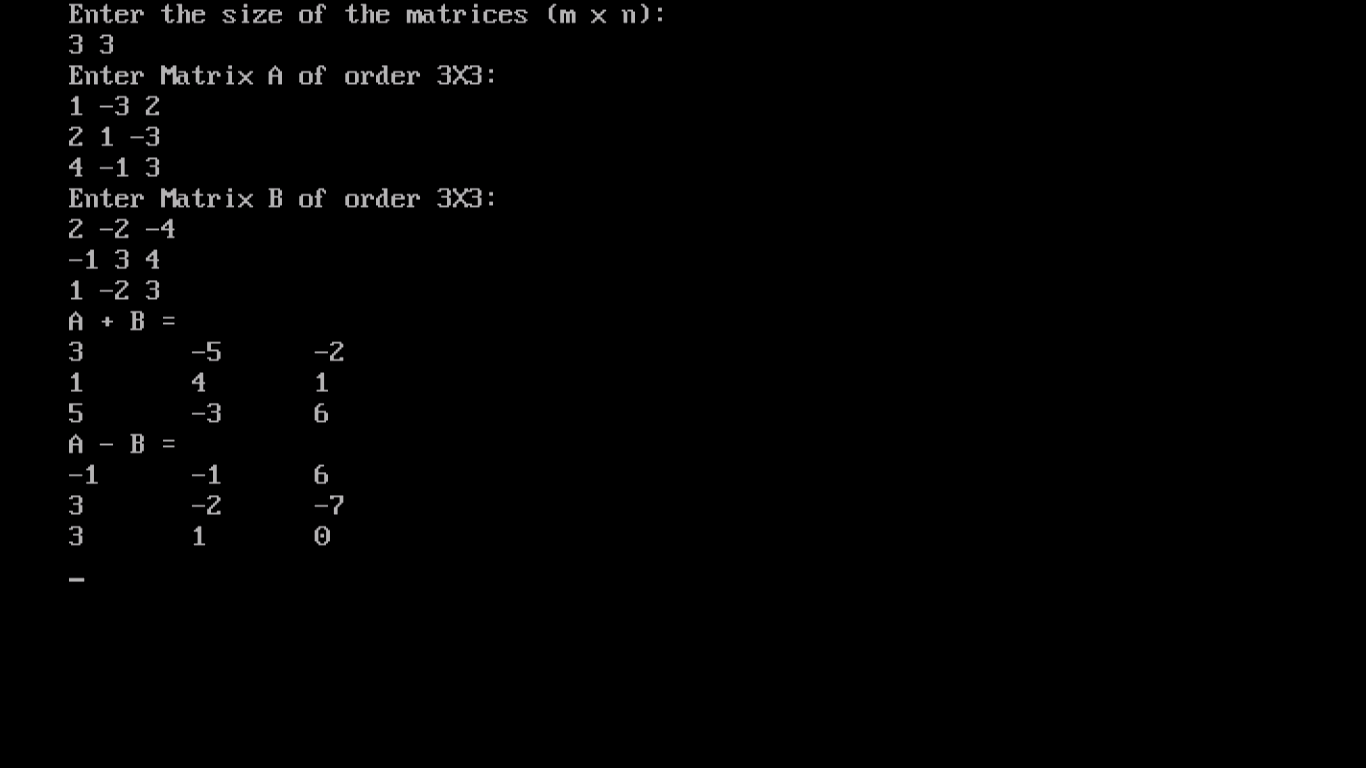 Enter the size of the matrices (m x n):
3 3
Enter Matrix A of order 3X3:
1 -3 2
2 1 -3
4 -1 3
Enter Matrix B of order 3X3:
2 -2 -4
-1 3 4
1 -2 3
A + B =
3 -5 -2
1 4 1
5 -3 6
A - B =
-1 -1 6
3 -2 -7
3 1 0